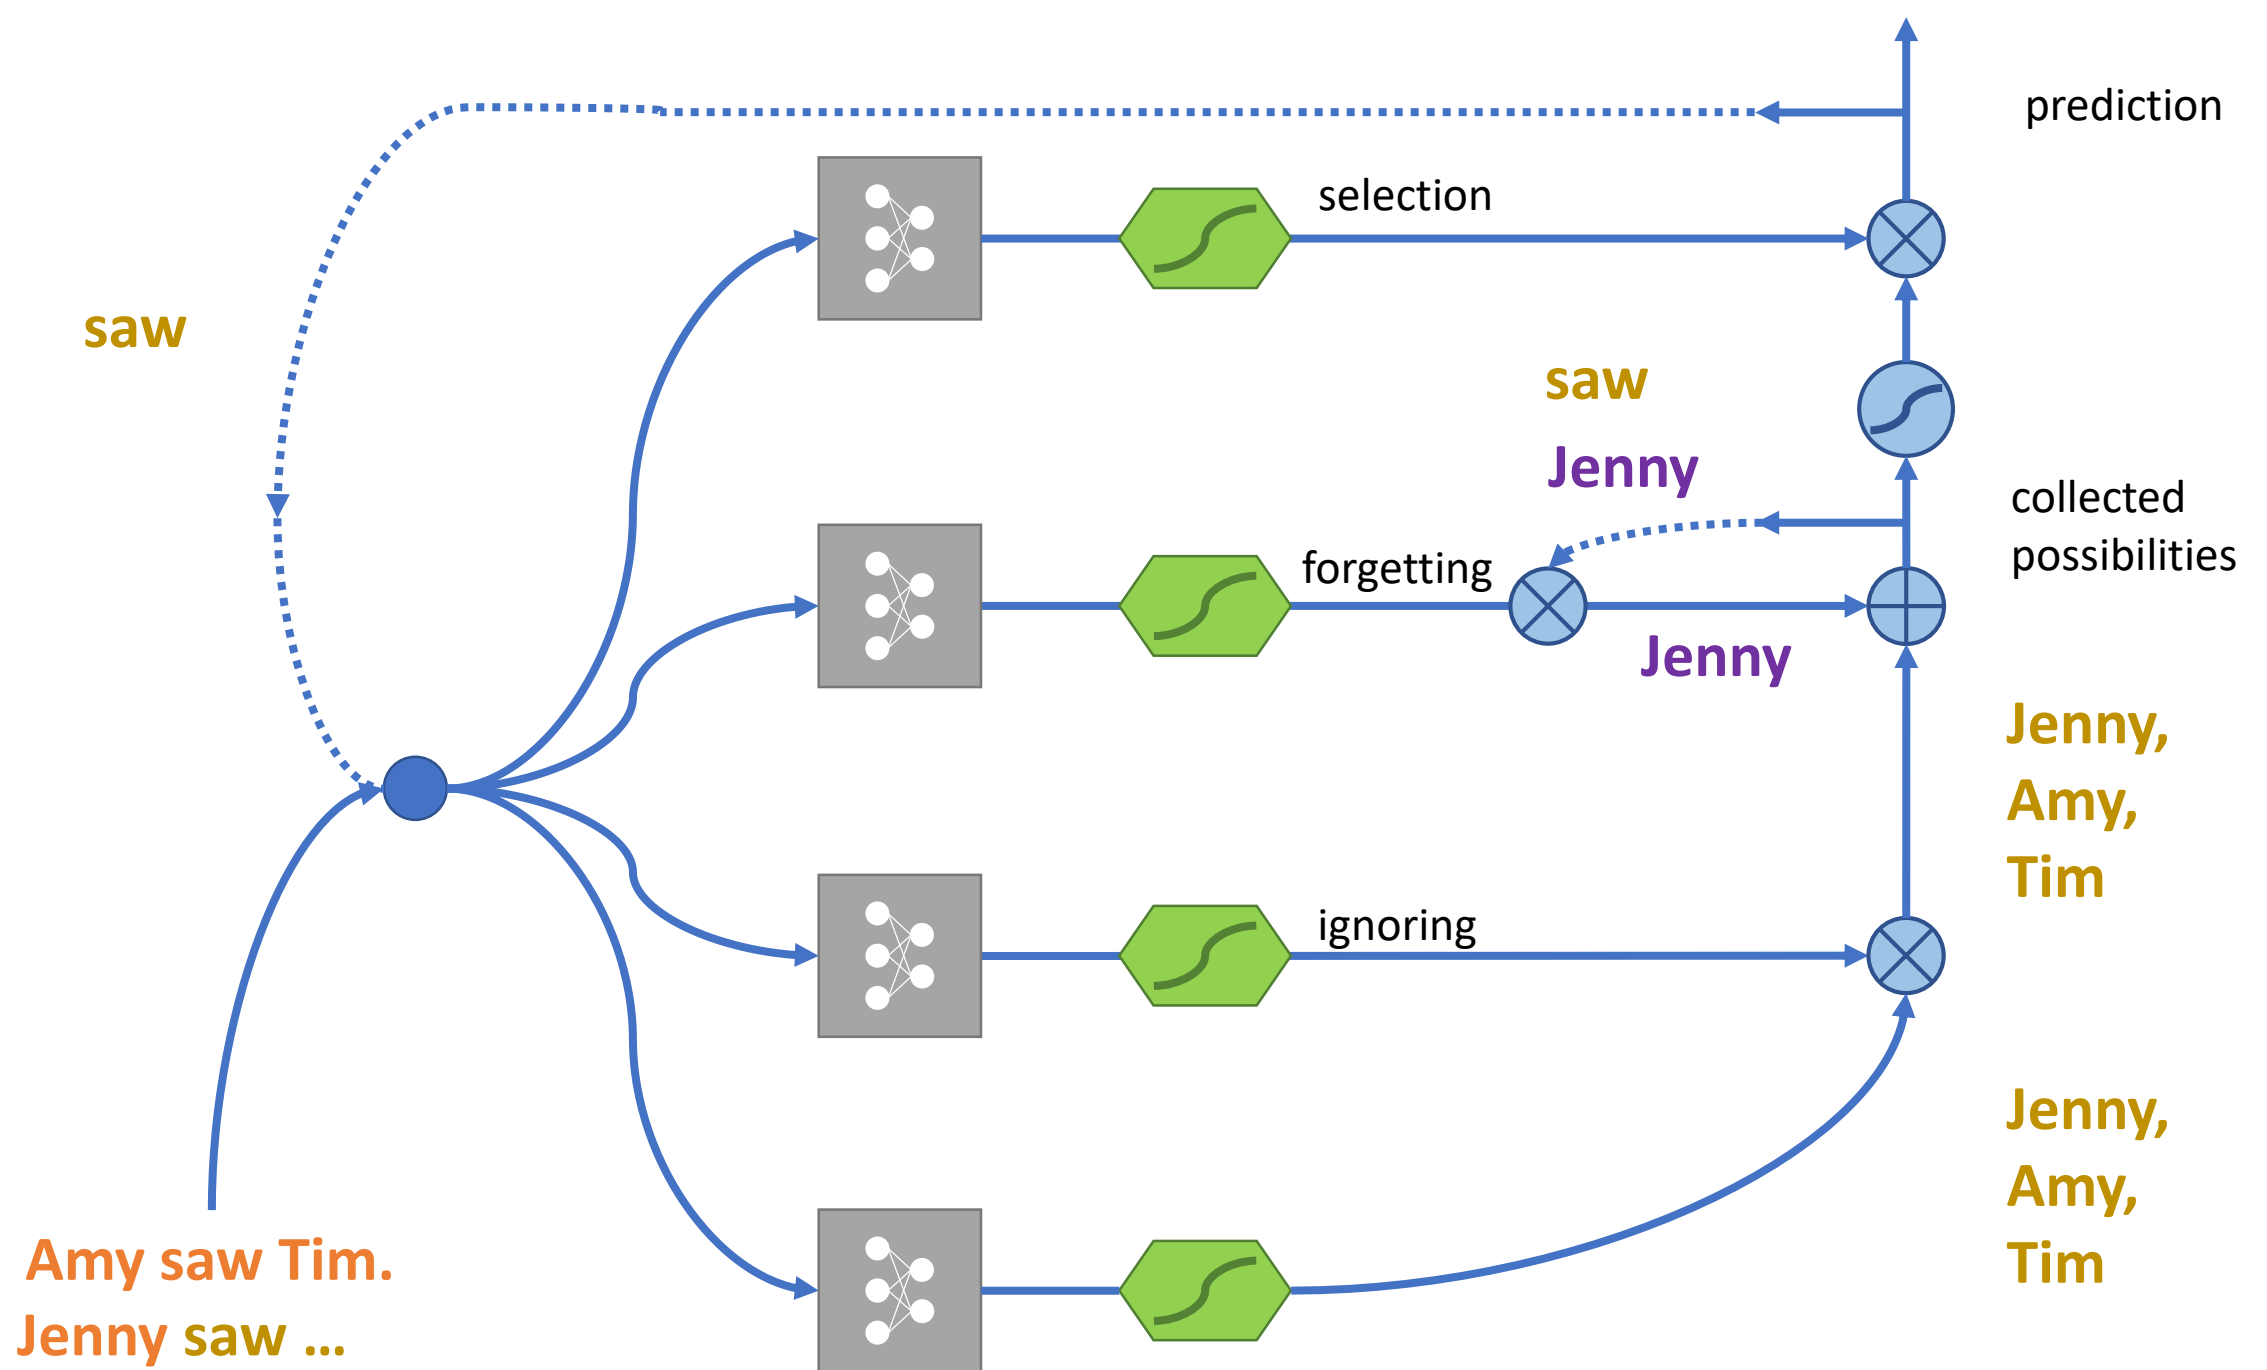 prediction
selection
saw
saw
Jenny
collected
possibilities
forgetting
Jenny
Jenny,
Amy,
Tim
ignoring
Jenny,
Amy,
Tim
Amy saw Tim.
Jenny saw ...